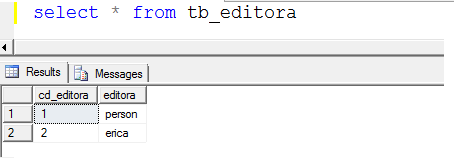 select * from tb_editora
Results Messages
cd_editora editora
1 1 person
2 2 erica